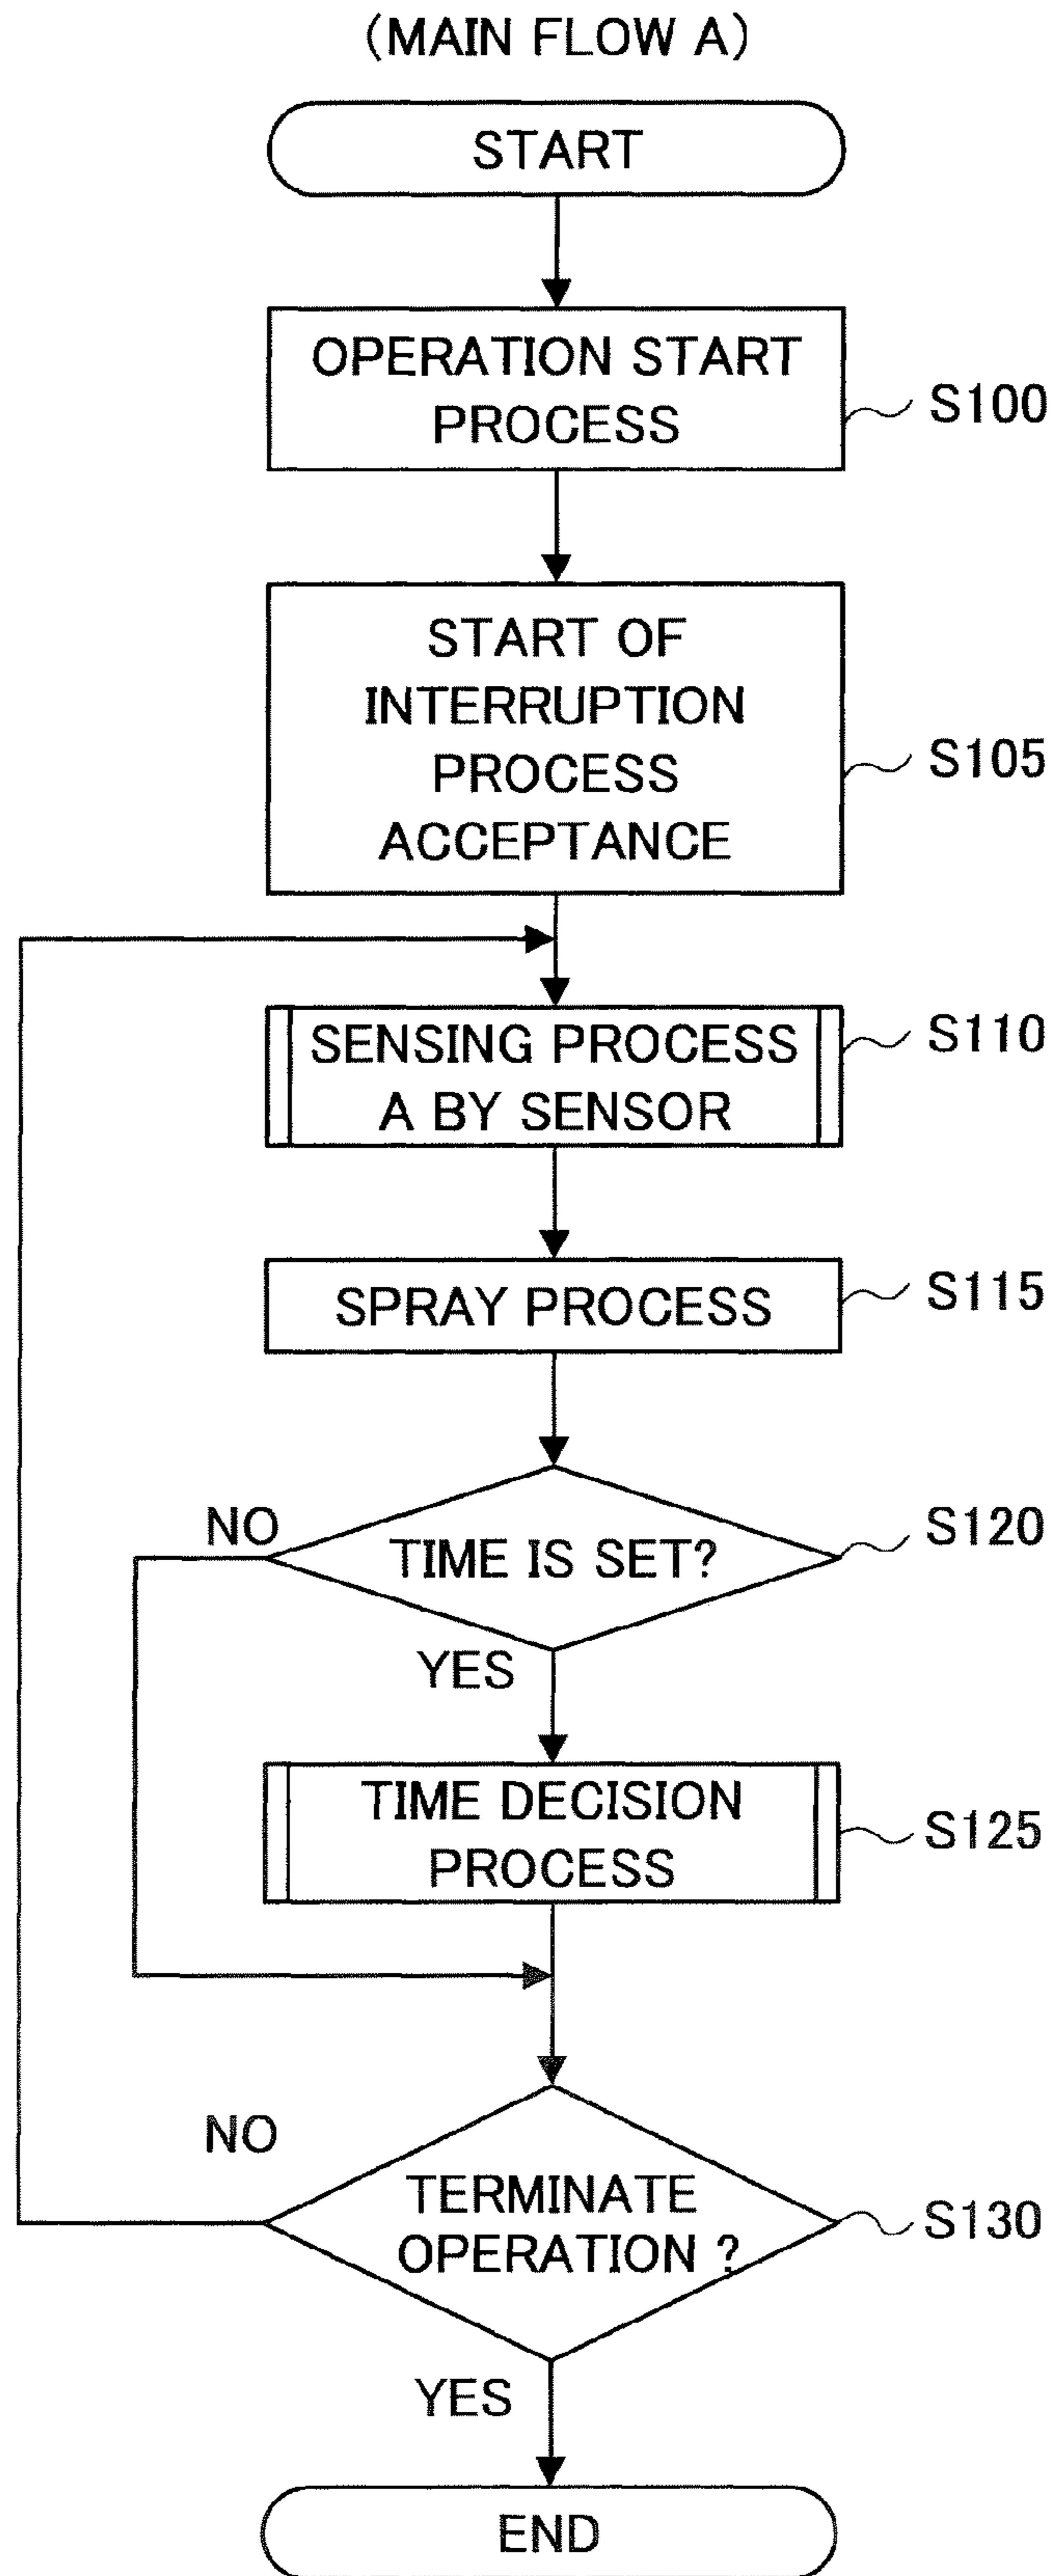 (MAIN FLOW A)
START
OPERATION START
PROCESS
S100
START OF
INTERRUPTION
PROCESS
ACCEPTANCE
S105
SENSING PROCESS
A BY SENSOR
S110
SPRAY PROCESS
S115
NO
TIME IS SET?
S120
YES
TIME DECISION
PROCESS
S125
NO
TERMINATE
OPERATION ?
S130
YES
END